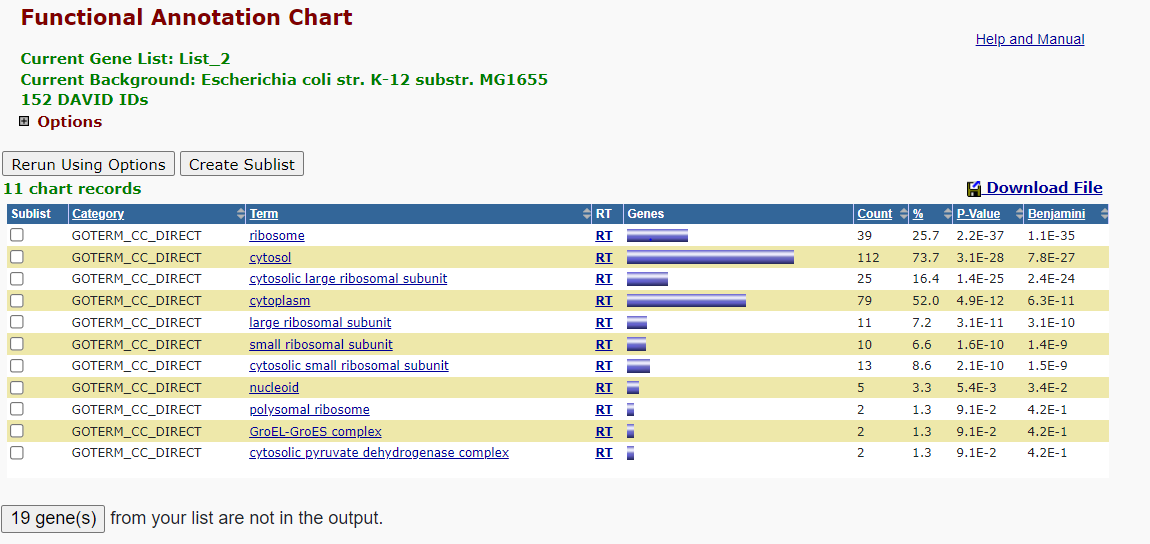 Functional Annotation Chart
Help and Manual
Current Gene List: List_2
Current Background: Escherichia coli str. K-12 substr. MG1655
152 DAVID IDs
Options
Rerun Using Options Create Sublist
11 chart records Download File
Sublist Category Term RT Genes Count % P-Value Benjamini
GOTERM_CC_DIRECT ribosome RT 39 25.7 2.2E-37 1.1E-35
GOTERM_CC_DIRECT cytosol RT 112 73.7 3.1E-28 7.8E-27
GOTERM_CC_DIRECT cytosolic large ribosomal subunit RT 25 16.4 1.4E-25 2.4E-24
GOTERM_CC_DIRECT cytoplasm RT 79 52.0 4.9E-12 6.3E-11
GOTERM_CC_DIRECT large ribosomal subunit RT 11 7.2 3.1E-11 3.1E-10
GOTERM_CC_DIRECT small ribosomal subunit RT 10 6.6 1.6E-10 1.4E-9
GOTERM_CC_DIRECT cytosolic small ribosomal subunit RT 13 8.6 2.1E-10 1.5E-9
GOTERM_CC_DIRECT nucleoid RT 5 3.3 5.4E-3 3.4E-2
GOTERM_CC_DIRECT polysomal ribosome RT 2 1.3 9.1E-2 4.2E-1
GOTERM_CC_DIRECT GroEL-GroES complex RT 2 1.3 9.1E-2 4.2E-1
GOTERM_CC_DIRECT cytosolic pyruvate dehydrogenase complex RT 2 1.3 9.1E-2 4.2E-1
19 gene(s) from your list are not in the output.